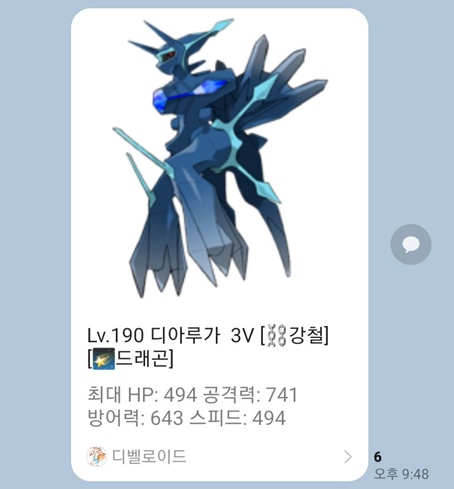 Lv.190 디아루가 3V [⛓강철]
[🌠드래곤]
최대 HP: 494 공격력: 741
방어력: 643 스피드: 494
디벨로이드
6
오후 9:48